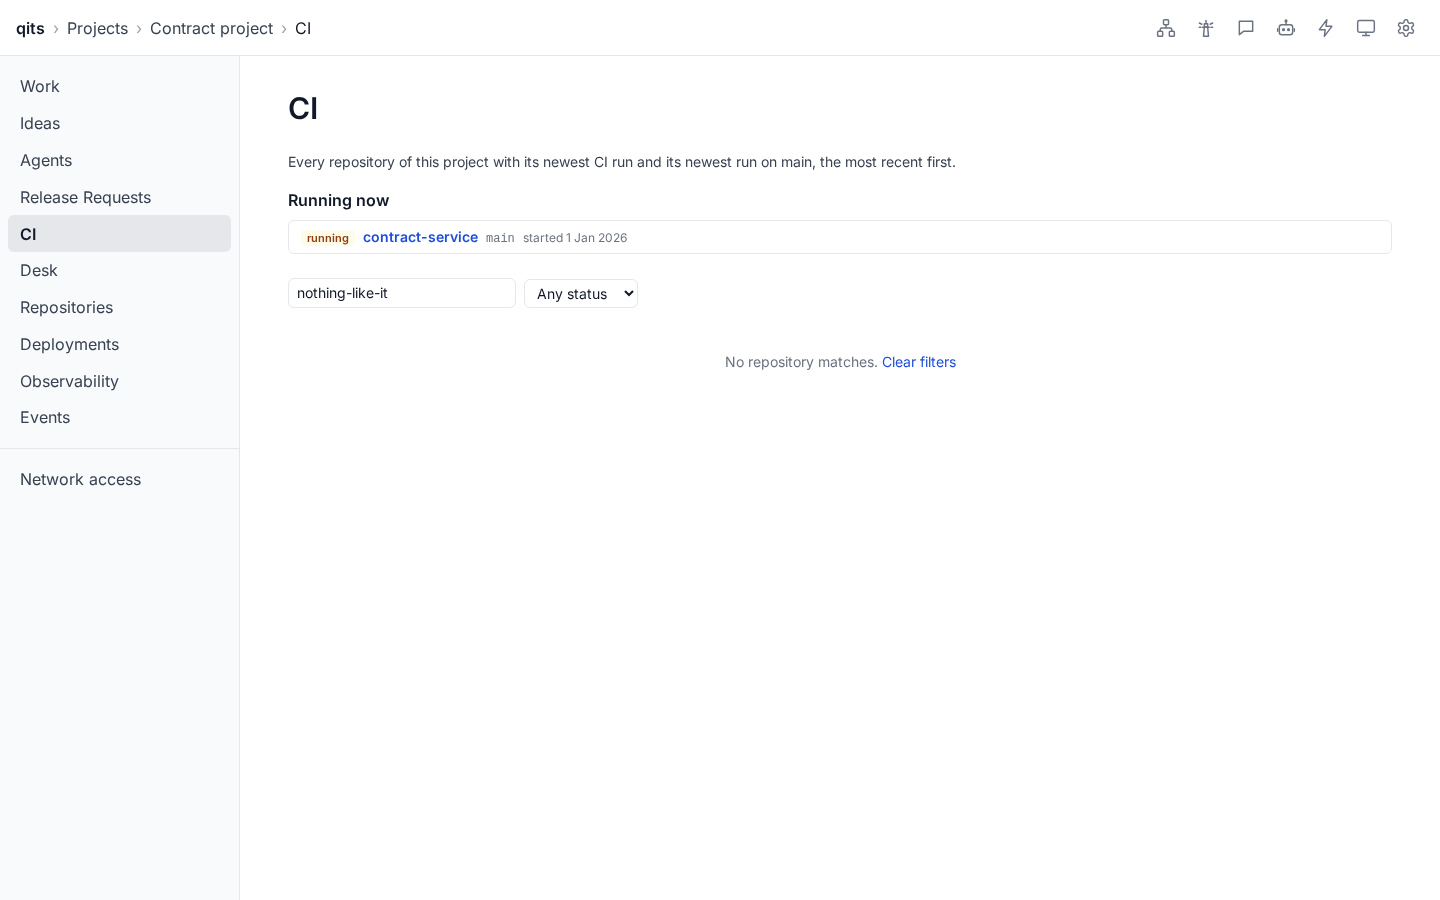 qits › Projects › Contract project › CI
Work
Ideas
Agents
Release Requests
CI
Desk
Repositories
Deployments
Observability
Events
Network access
CI
Every repository of this project with its newest CI run and its newest run on main, the most recent first.
Running now
running contract-service main started 1 Jan 2026
nothing-like-it Any status
No repository matches. Clear filters